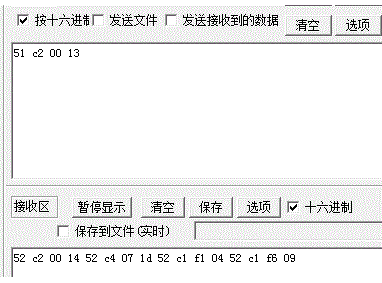 按十六进制 发送文件 发送接收到的数据 清空 选项
51 c2 00 13
接收区 暂停显示 清空 保存 选项 十六进制
保存到文件(实时)
52 c2 00 14 52 c4 07 1d 52 c1 f1 04 52 c1 f6 09